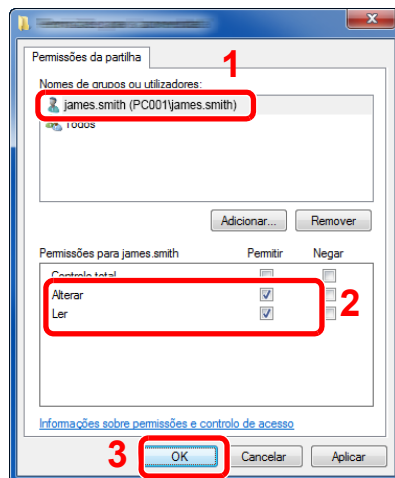 Permissões da partilha
1
Nomes de grupos ou utilizadores:
james.smith (PC001\james.smith)
Todos
Adicionar... Remover
Permissões para james.smith Permitir Negar
Controlo total
Alterar
Ler
2
Informações sobre permissões e controlo de acesso
3 OK Cancelar Aplicar